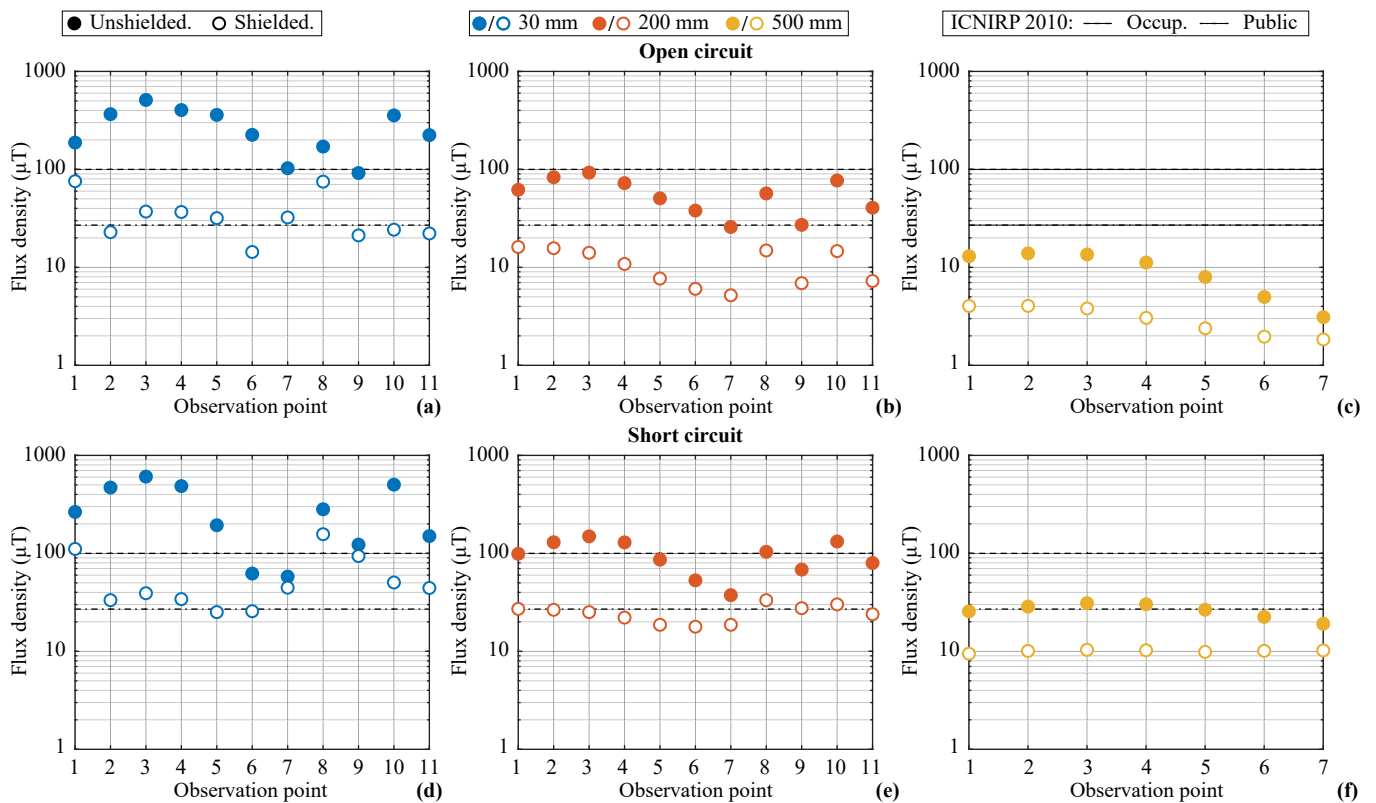 Unshielded. Shielded. / 30 mm / 200 mm / 500 mm ICNIRP 2010: Occup. Public
Open circuit
1000 1000 1000
100 100 100
10 10 10
1 1 1
Flux density (µT) Flux density (µT) Flux density (µT)
1 2 3 4 5 6 7 8 9 10 11 1 2 3 4 5 6 7 8 9 10 11 1 2 3 4 5 6 7
Observation point (a) Observation point (b) Observation point (c)
Short circuit
1000 1000 1000
100 100 100
10 10 10
1 1 1
Flux density (µT) Flux density (µT) Flux density (µT)
1 2 3 4 5 6 7 8 9 10 11 1 2 3 4 5 6 7 8 9 10 11 1 2 3 4 5 6 7
Observation point (d) Observation point (e) Observation point (f)